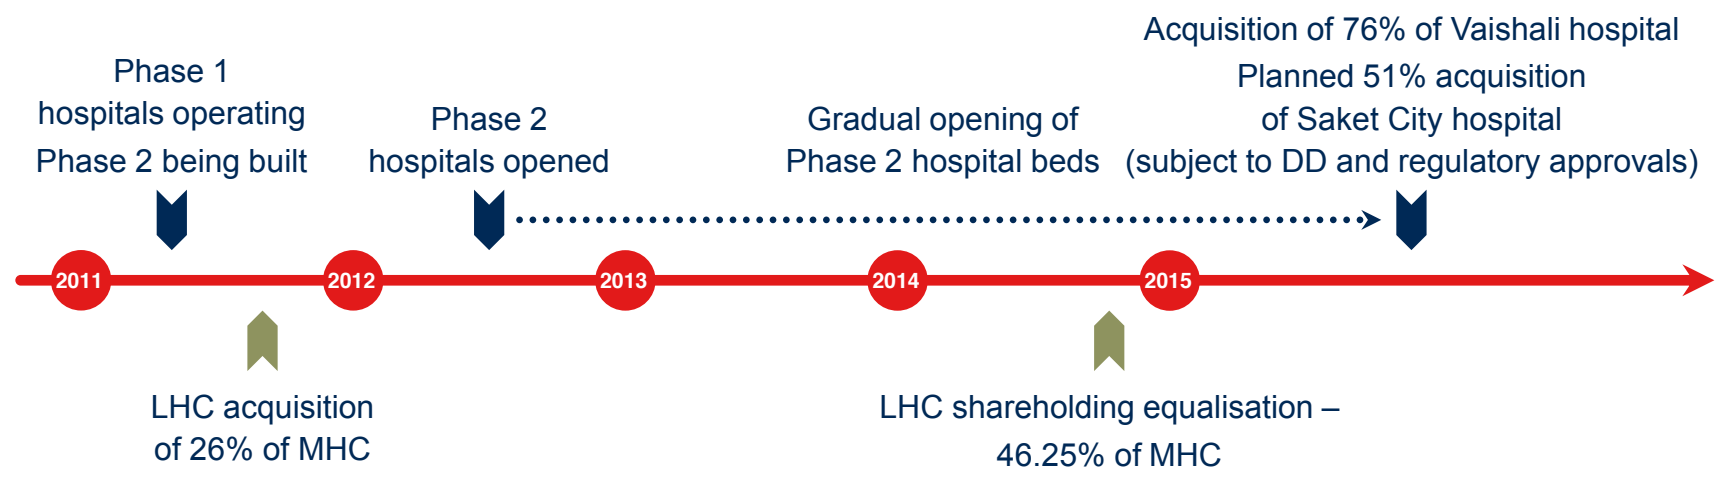 Acquisition of 76% of Vaishali hospital
Planned 51% acquisition
of Saket City hospital
(subject to DD and regulatory approvals)
Phase 1
hospitals operating
Phase 2 being built
Phase 2
hospitals opened
Gradual opening of
Phase 2 hospital beds
2011
2012
2013
2014
2015
LHC acquisition
of 26% of MHC
LHC shareholding equalisation –
46.25% of MHC